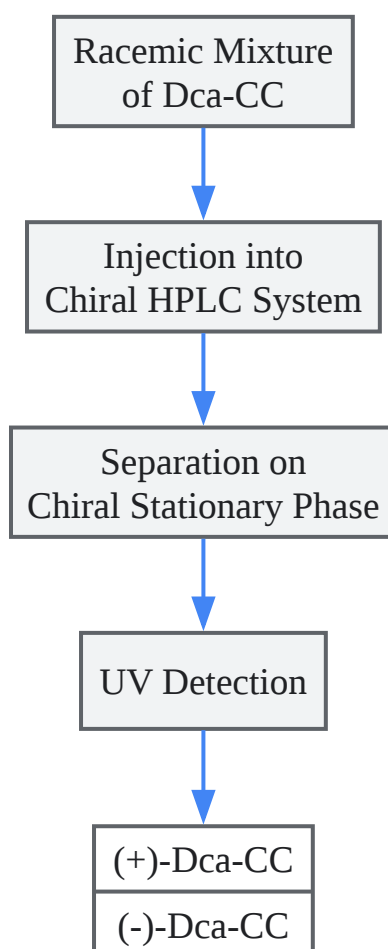 Racemic Mixture
of Dca-CC
Injection into
Chiral HPLC System
Separation on
Chiral Stationary Phase
UV Detection
(+)-Dca-CC
(-)-Dca-CC